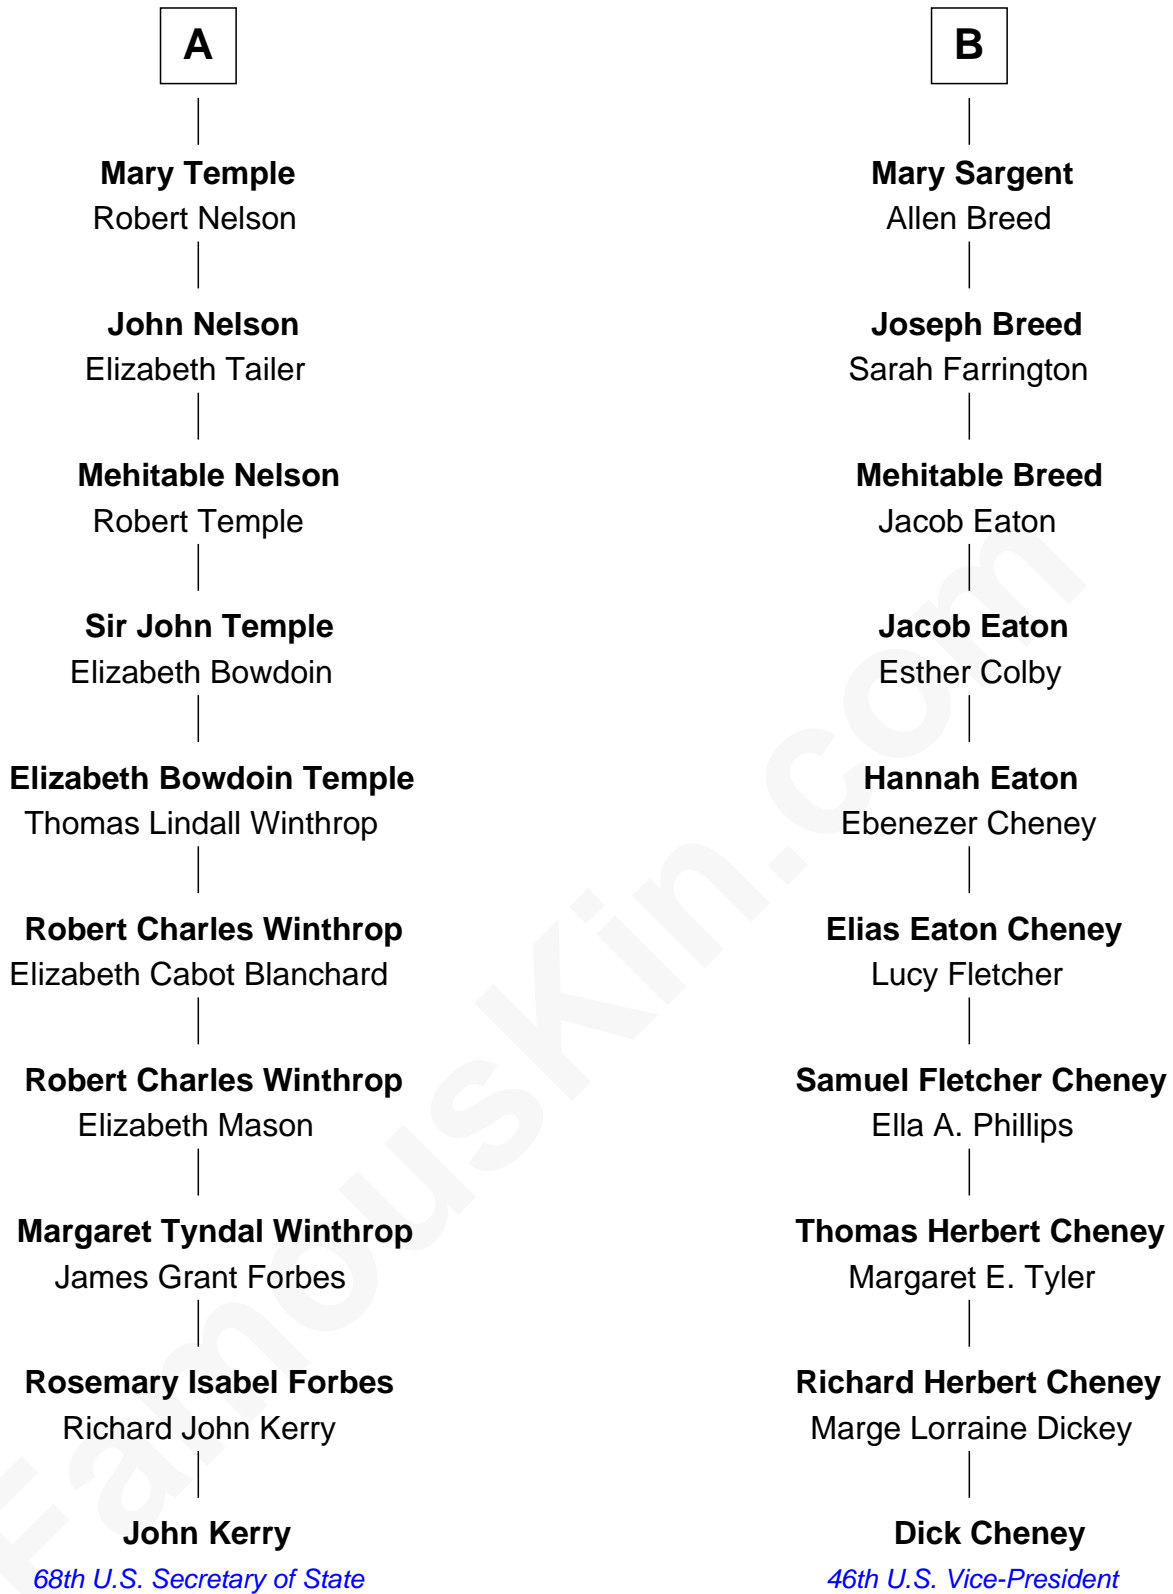 A
Mary Temple
Robert Nelson
John Nelson
Elizabeth Tailer
Mehitable Nelson
Robert Temple
Sir John Temple
Elizabeth Bowdoin
Elizabeth Bowdoin Temple
Thomas Lindall Winthrop
Robert Charles Winthrop
Elizabeth Cabot Blanchard
Robert Charles Winthrop
Elizabeth Mason
Margaret Tyndal Winthrop
James Grant Forbes
Rosemary Isabel Forbes
Richard John Kerry
John Kerry
68th U.S. Secretary of State
B
Mary Sargent
Allen Breed
Joseph Breed
Sarah Farrington
Mehitable Breed
Jacob Eaton
Jacob Eaton
Esther Colby
Hannah Eaton
Ebenezer Cheney
Elias Eaton Cheney
Lucy Fletcher
Samuel Fletcher Cheney
Ella A. Phillips
Thomas Herbert Cheney
Margaret E. Tyler
Richard Herbert Cheney
Marge Lorraine Dickey
Dick Cheney
46th U.S. Vice-President
FamousKin.com